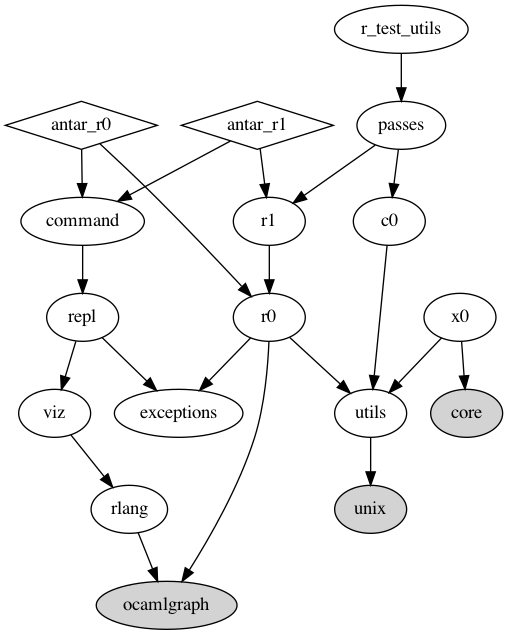 r_test_utils
antar_r0
antar_r1
passes
command
r1
c0
repl
r0
x0
viz
exceptions
utils
core
rlang
unix
ocamlgraph